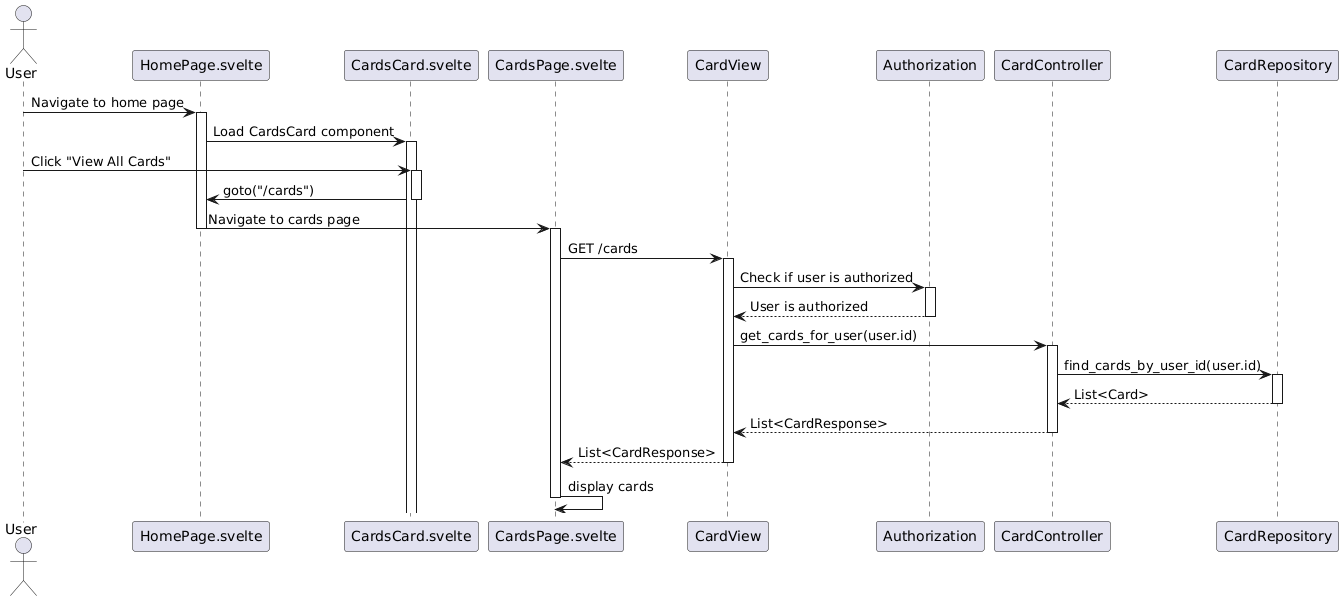 User
HomePage.svelte
CardsCard.svelte
CardsPage.svelte
CardView
Authorization
CardController
CardRepository
Navigate to home page
Load CardsCard component
Click "View All Cards"
goto("/cards")
Navigate to cards page
GET /cards
Check if user is authorized
User is authorized
get_cards_for_user(user.id)
find_cards_by_user_id(user.id)
List<Card>
List<CardResponse>
List<CardResponse>
display cards
User
HomePage.svelte
CardsCard.svelte
CardsPage.svelte
CardView
Authorization
CardController
CardRepository